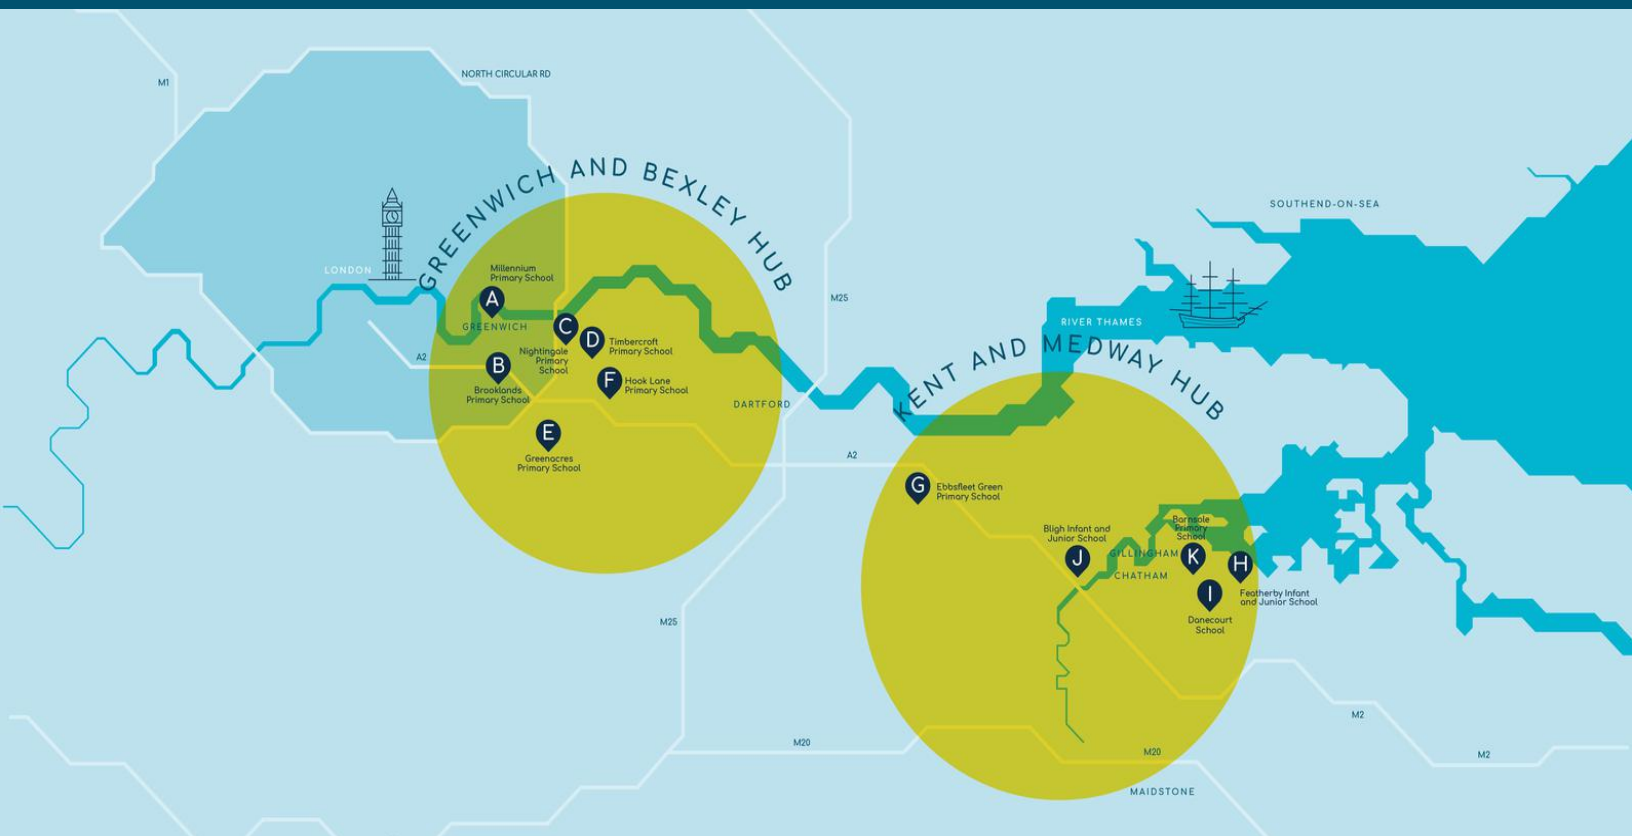 NORTH CIRCULAR RD
M1
GREENWICH AND BEXLEY HUB
SOUTHEND-ON-SEA
LONDON
Millennium
Primary School
A
M25
RIVER THAMES
GREENWICH
C
D
Timbercroft
Primary School
Nightingale
Primary
School
A2
B
Brooklands
Primary School
F
Hook Lane
Primary School
KENT AND MEDWAY HUB
DARTFORD
E
Greenacres
Primary School
A2
G
Ebbsfleet Green
Primary School
Bligh Infant and
Junior School
J
Barnsole
Primary
School
K
GILLINGHAM
CHATHAM
H
Featherby Infant
and Junior School
I
Danecourt
School
M25
M2
M20
M20
M2
MAIDSTONE